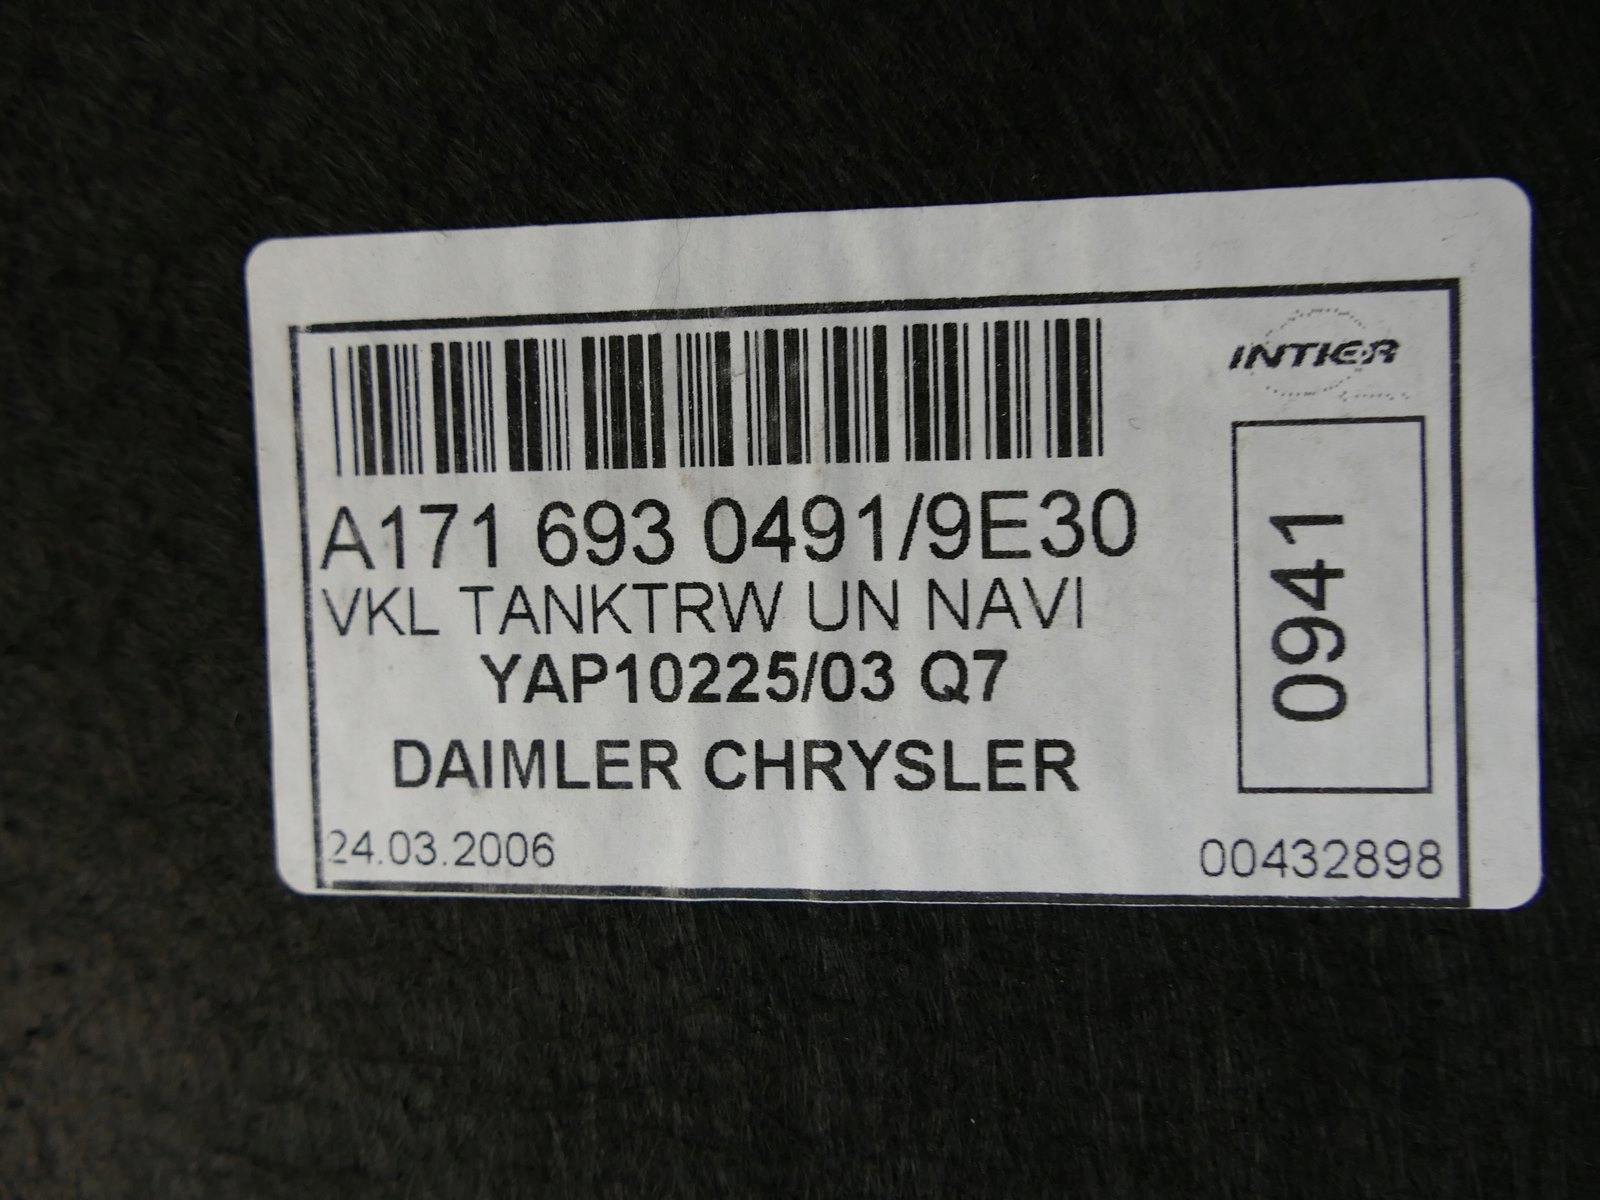 INTIER
A171 693 0491/9E30
VKL TANKTRW UN NAVI
YAP10225/03 Q7
DAIMLER CHRYSLER
0941
24.03.2006
00432898